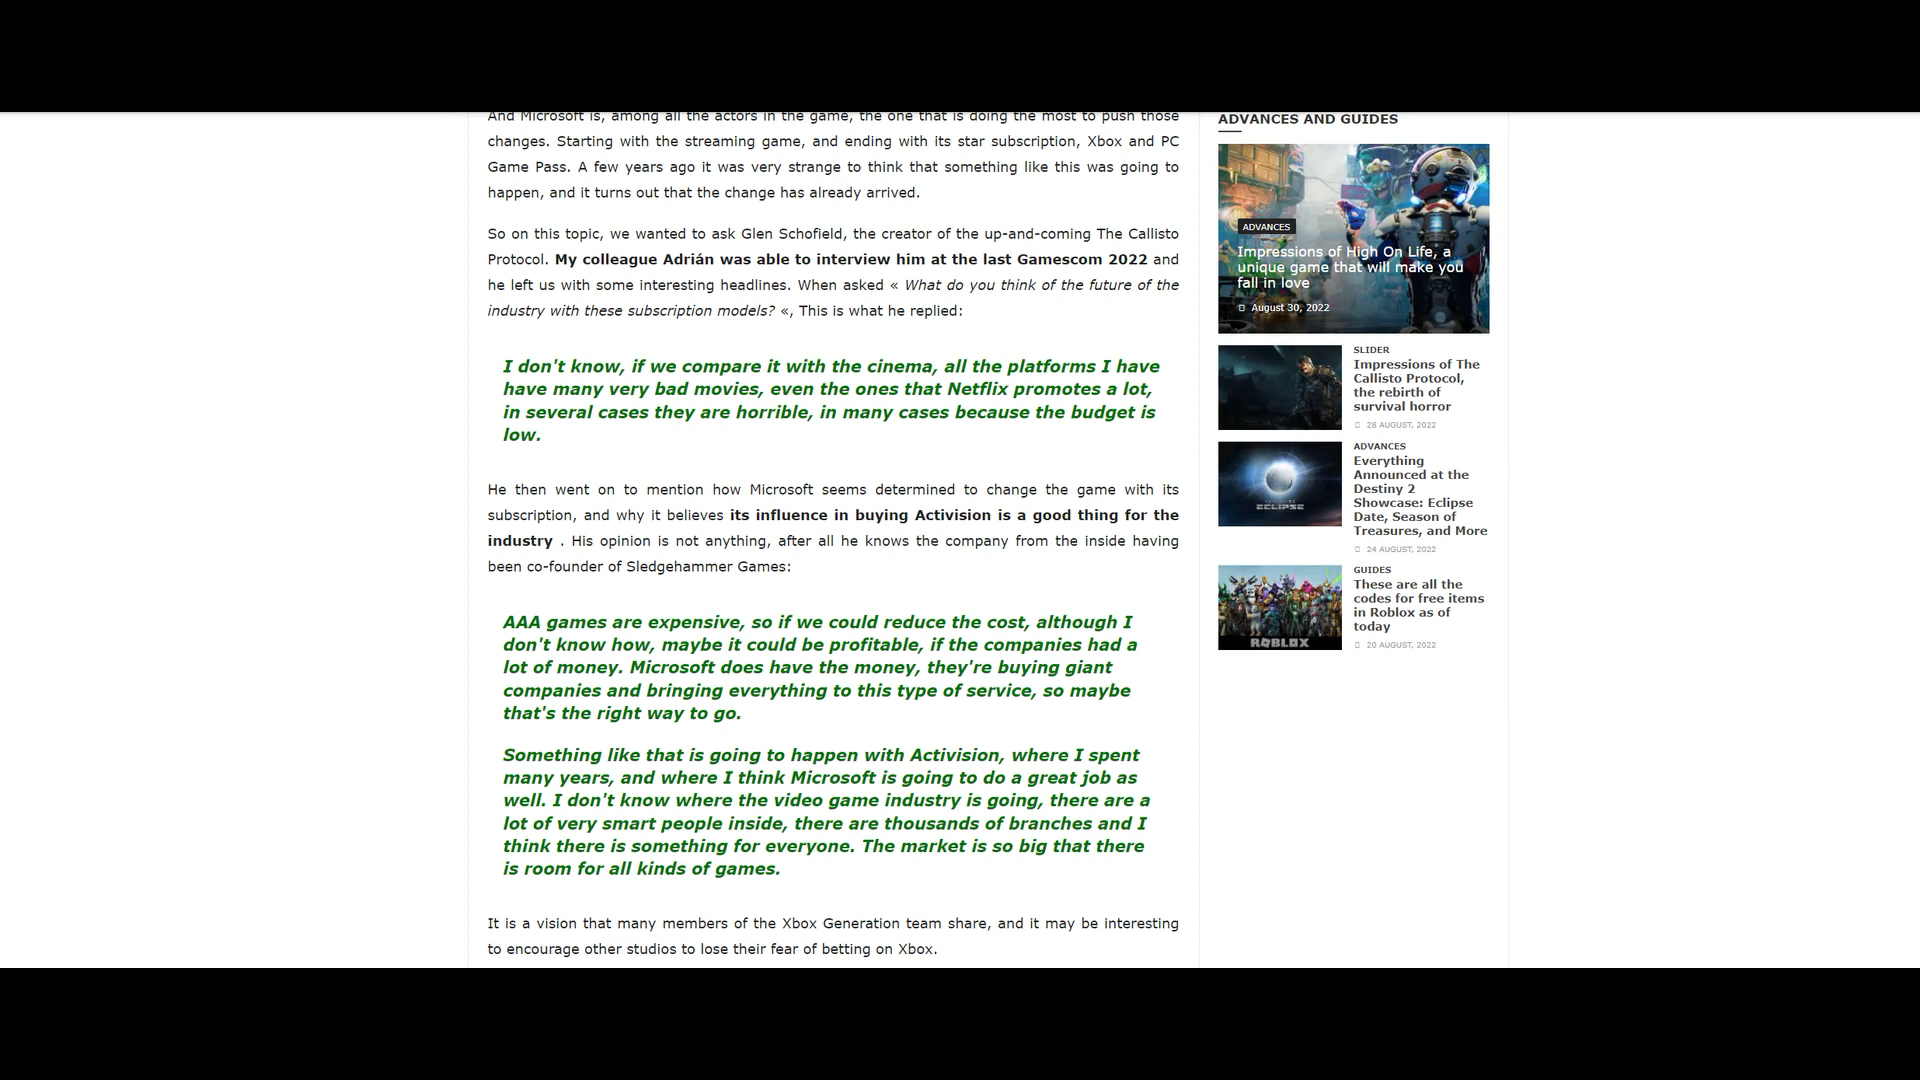 And Microsoft is, among all the actors in the game, the one that is doing the most to push those
changes. Starting with the streaming game, and ending with its star subscription, Xbox and PC
Game Pass. A few years ago it was very strange to think that something like this was going to
happen, and it turns out that the change has already arrived.
So on this topic, we wanted to ask Glen Schofield, the creator of the up-and-coming The Callisto
Protocol. My colleague Adrián was able to interview him at the last Gamescom 2022 and
he left us with some interesting headlines. When asked « What do you think of the future of the
industry with these subscription models? «, This is what he replied:
I don't know, if we compare it with the cinema, all the platforms I have
have many very bad movies, even the ones that Netflix promotes a lot,
in several cases they are horrible, in many cases because the budget is
low.
He then went on to mention how Microsoft seems determined to change the game with its
subscription, and why it believes its influence in buying Activision is a good thing for the
industry . His opinion is not anything, after all he knows the company from the inside having
been co-founder of Sledgehammer Games:
AAA games are expensive, so if we could reduce the cost, although I
don't know how, maybe it could be profitable, if the companies had a
lot of money. Microsoft does have the money, they're buying giant
companies and bringing everything to this type of service, so maybe
that's the right way to go.
Something like that is going to happen with Activision, where I spent
many years, and where I think Microsoft is going to do a great job as
well. I don't know where the video game industry is going, there are a
lot of very smart people inside, there are thousands of branches and I
think there is something for everyone. The market is so big that there
is room for all kinds of games.
It is a vision that many members of the Xbox Generation team share, and it may be interesting
to encourage other studios to lose their fear of betting on Xbox.
ADVANCES AND GUIDES
ADVANCES
Impressions of High On Life, a
unique game that will make you
fall in love
August 30, 2022
SLIDER
Impressions of The
Callisto Protocol,
the rebirth of
survival horror
28 AUGUST, 2022
ADVANCES
Everything
Announced at the
Destiny 2
Showcase: Eclipse
Date, Season of
Treasures, and More
24 AUGUST, 2022
ECLIPSE
GUIDES
These are all the
codes for free items
in Roblox as of
today
20 AUGUST, 2022
ROBLOX